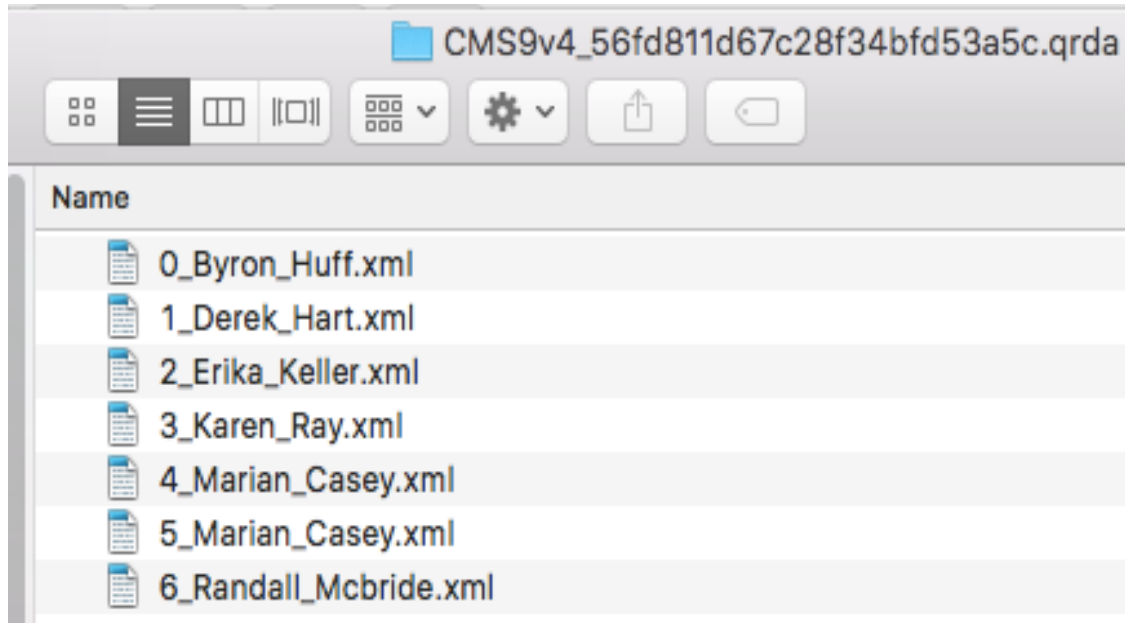 CMS9v4_56fd811d67c28f34bfd53a5c.qrda
Name
0_Byron_Huff.xml
1_Derek_Hart.xml
2_Erika_Keller.xml
3_Karen_Ray.xml
4_Marian_Casey.xml
5_Marian_Casey.xml
6_Randall_Mcbride.xml